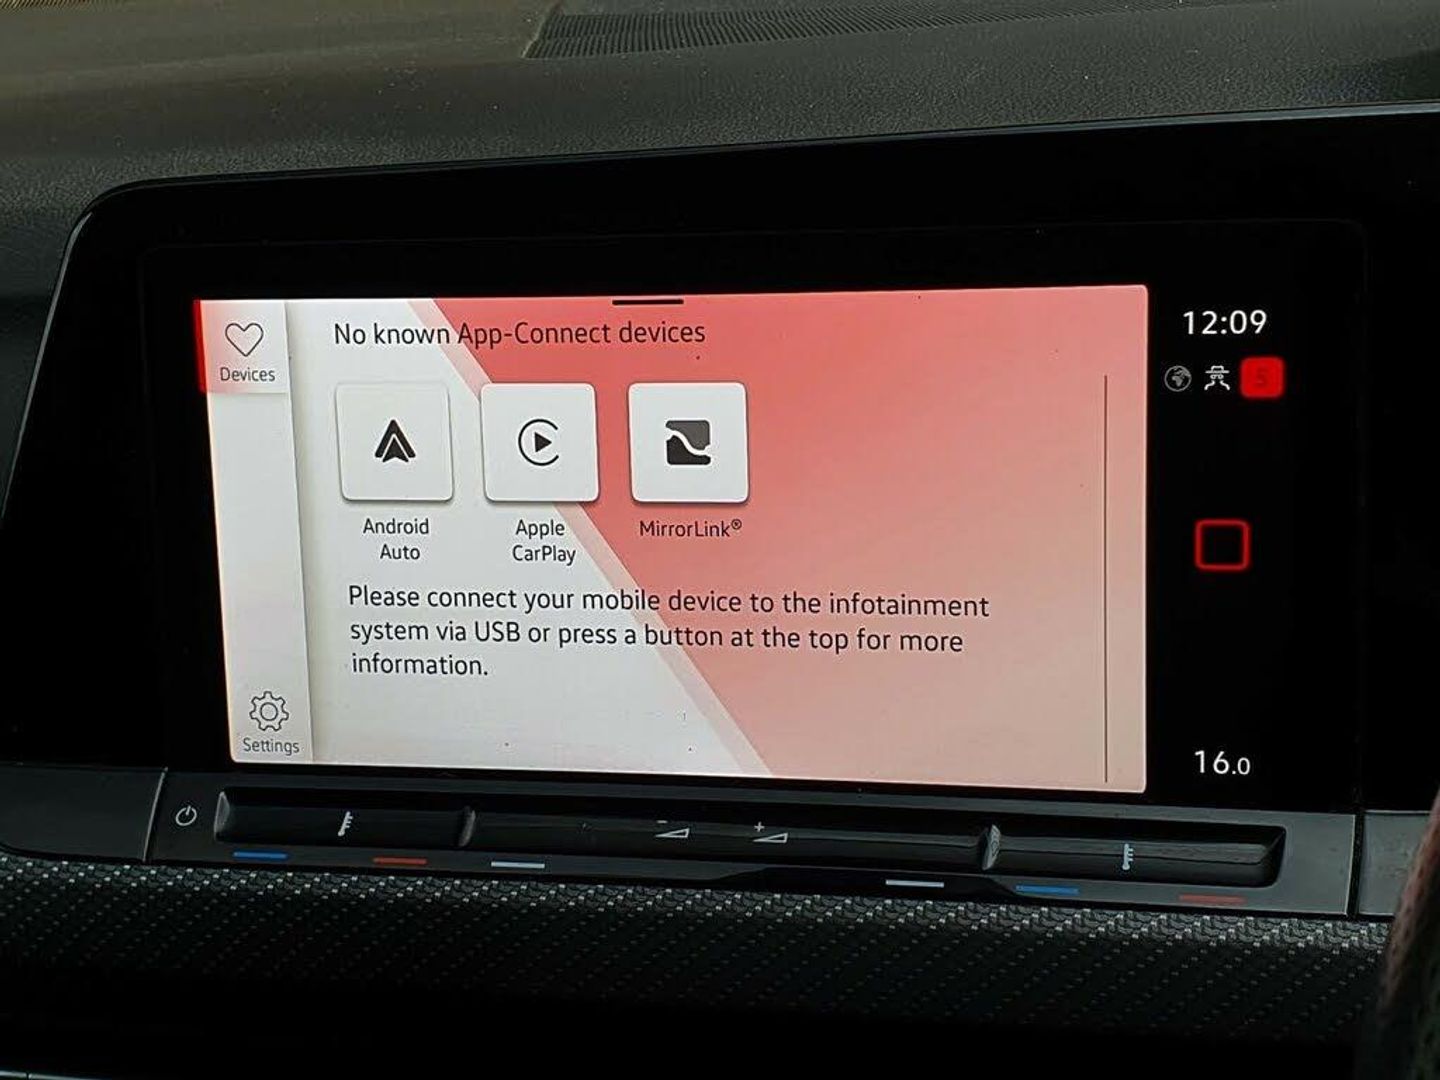 No known App-Connect devices
12:09
Devices
S
Android
Auto
Apple
CarPlay
MirrorLink®
Please connect your mobile device to the infotainment
system via USB or press a button at the top for more
information.
Settings
16.0